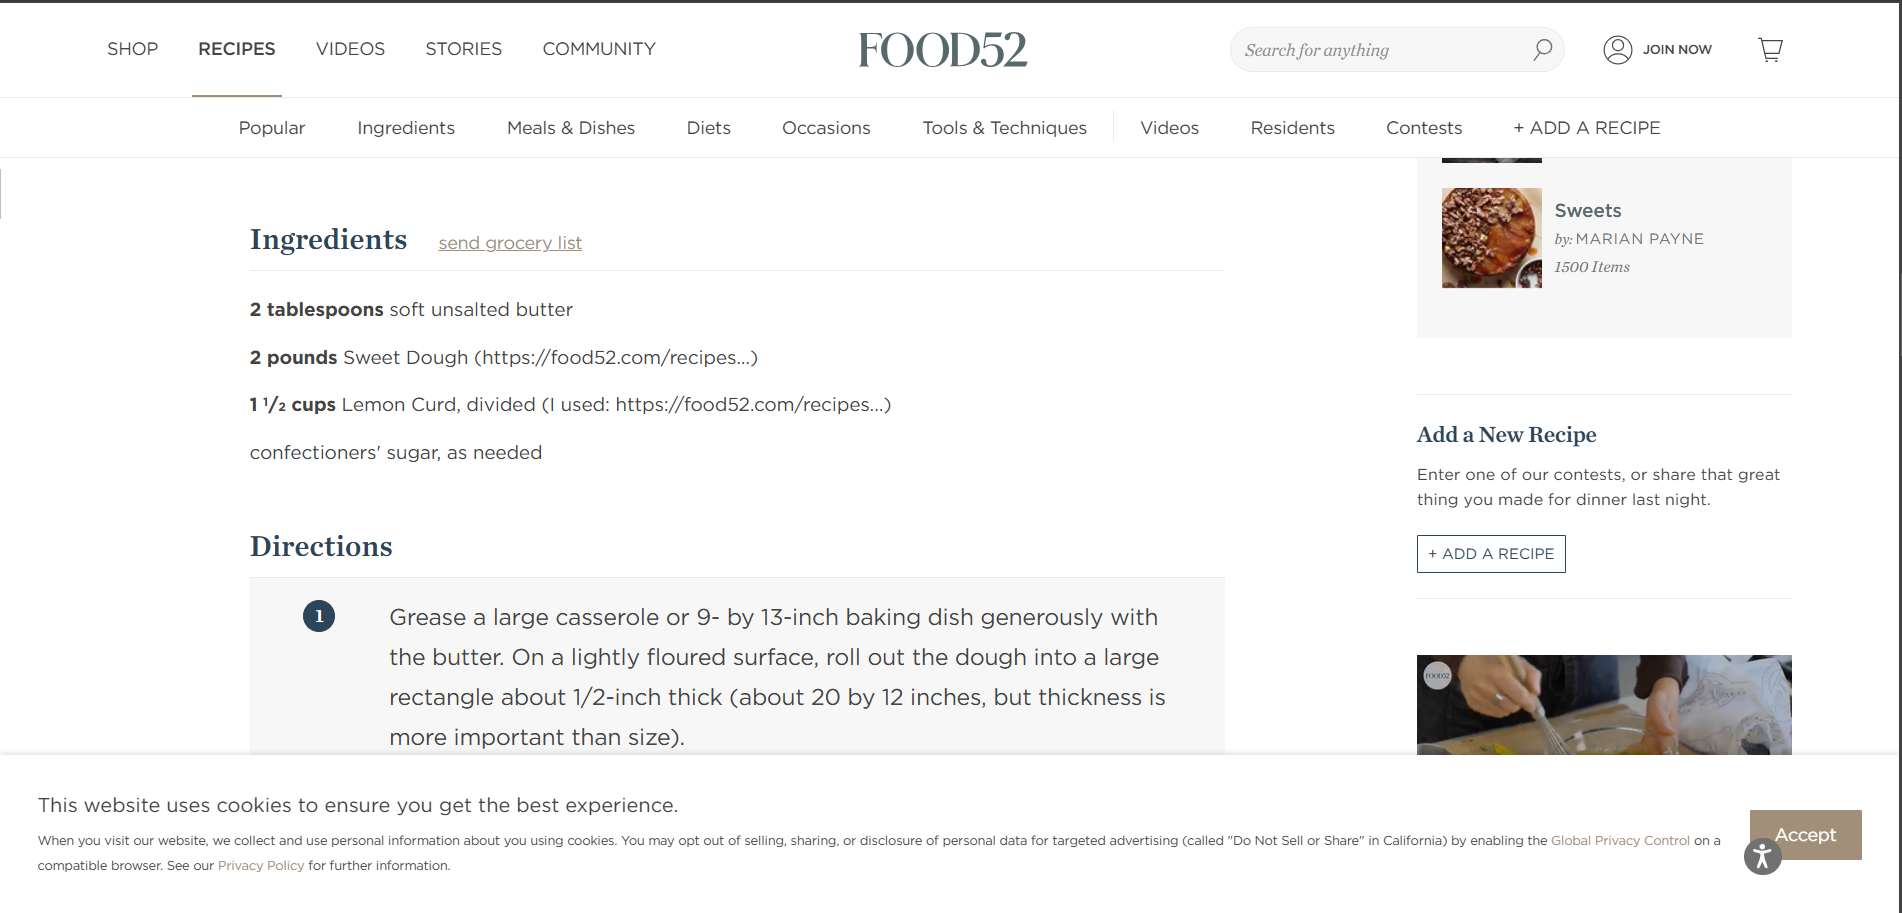 SHOP RECIPES VIDEOS STORIES COMMUNITY FOOD52 Search for anything JOIN NOW
Popular Ingredients Meals & Dishes Diets Occasions Tools & Techniques Videos Residents Contests + ADD A RECIPE
Ingredients send grocery list
2 tablespoons soft unsalted butter
2 pounds Sweet Dough (https://food52.com/recipes...)
1 1/2 cups Lemon Curd, divided (I used: https://food52.com/recipes...)
confectioners' sugar, as needed
Directions
1 Grease a large casserole or 9- by 13-inch baking dish generously with
the butter. On a lightly floured surface, roll out the dough into a large
rectangle about 1/2-inch thick (about 20 by 12 inches, but thickness is
more important than size).
Sweets
by: MARIAN PAYNE
1500 Items
Add a New Recipe
Enter one of our contests, or share that great
thing you made for dinner last night.
+ ADD A RECIPE
FOOD52
This website uses cookies to ensure you get the best experience.
When you visit our website, we collect and use personal information about you using cookies. You may opt out of selling, sharing, or disclosure of personal data for targeted advertising (called "Do Not Sell or Share" in California) by enabling the Global Privacy Control on a
compatible browser. See our Privacy Policy for further information.
Accept